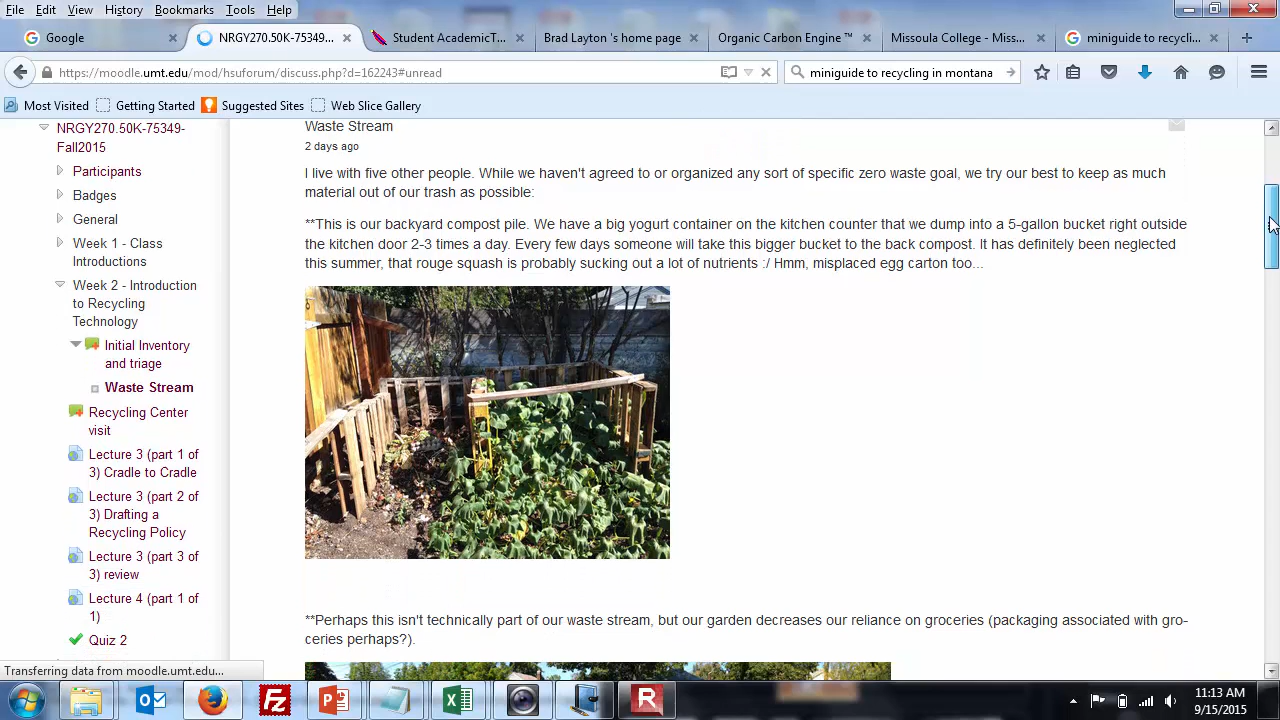 File Edit View History Bookmarks Tools Help
Google NRGY270.50K-75349... Student AcademicT... Brad Layton 's home page Organic Carbon Engine ™ Missoula College - Miss... miniguide to recycli...
https://moodle.umt.edu/mod/hsuforum/discuss.php?d=162243#unread miniguide to recycling in montana
Most Visited Getting Started Suggested Sites Web Slice Gallery
NRGY270.50K-75349-
Fall2015
Participants
Badges
General
Week 1 - Class
Introductions
Week 2 - Introduction
to Recycling
Technology
Initial Inventory
and triage
Waste Stream
Recycling Center
visit
Lecture 3 (part 1 of
3) Cradle to Cradle
Lecture 3 (part 2 of
3) Drafting a
Recycling Policy
Lecture 3 (part 3 of
3) review
Lecture 4 (part 1 of
1)
Quiz 2
Waste Stream
2 days ago
I live with five other people. While we haven't agreed to or organized any sort of specific zero waste goal, we try our best to keep as much
material out of our trash as possible:
**This is our backyard compost pile. We have a big yogurt container on the kitchen counter that we dump into a 5-gallon bucket right outside
the kitchen door 2-3 times a day. Every few days someone will take this bigger bucket to the back compost. It has definitely been neglected
this summer, that rouge squash is probably sucking out a lot of nutrients :/ Hmm, misplaced egg carton too...
**Perhaps this isn't technically part of our waste stream, but our garden decreases our reliance on groceries (packaging associated with gro-
ceries perhaps?).
Transferring data from moodle.umt.edu...
11:13 AM
9/15/2015